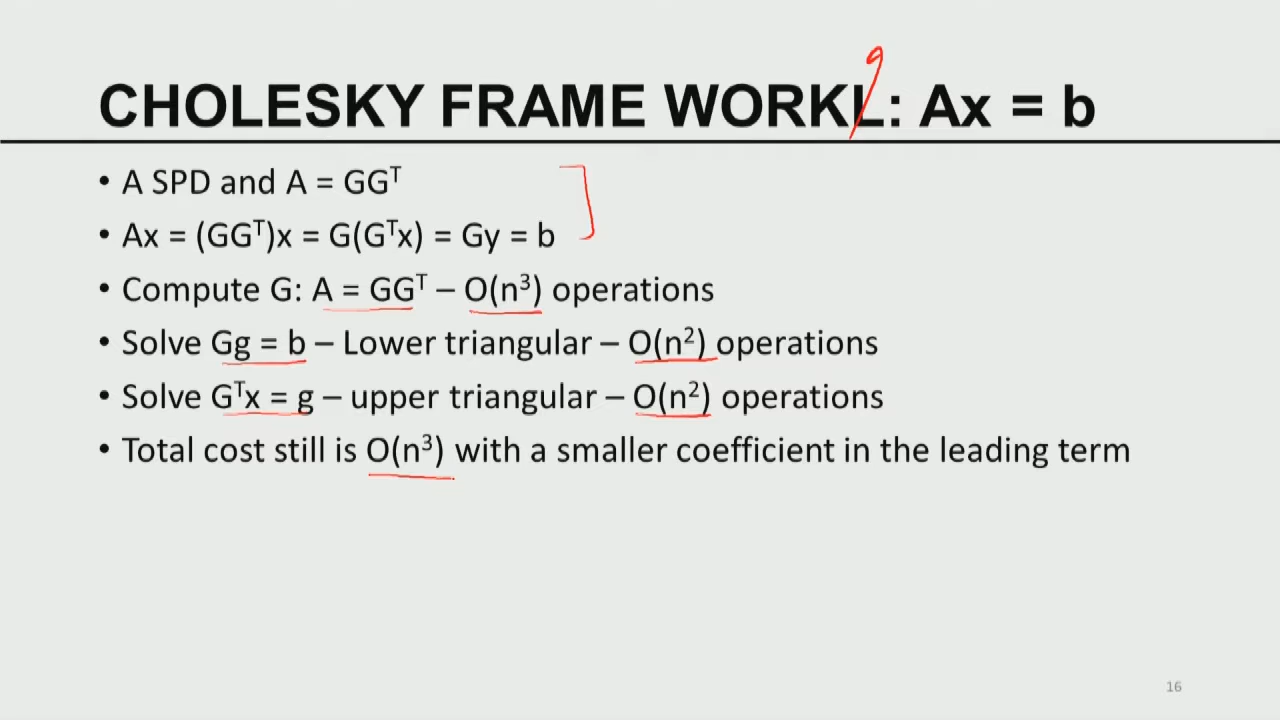 CHOLESKY FRAME WORKL: Ax = b
• A SPD and A = GGᵀ
• Ax = (GGᵀ)x = G(Gᵀx) = Gy = b
• Compute G: A = GGᵀ – O(n³) operations
• Solve Gg = b – Lower triangular – O(n²) operations
• Solve Gᵀx = g – upper triangular – O(n²) operations
• Total cost still is O(n³) with a smaller coefficient in the leading term
16